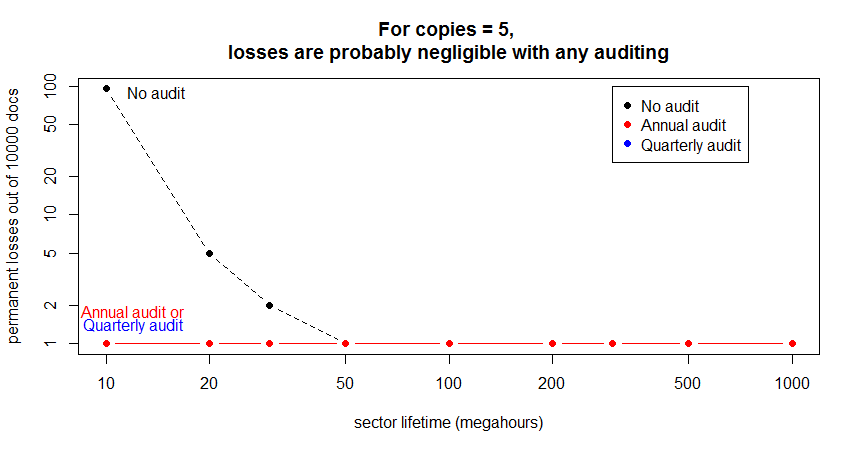 For copies = 5,
losses are probably negligible with any auditing
permanent losses out of 10000 docs
100
50
20
10
5
2
1
No audit
Annual audit or
Quarterly audit
No audit
Annual audit
Quarterly audit
10
20
50
100
200
500
1000
sector lifetime (megahours)